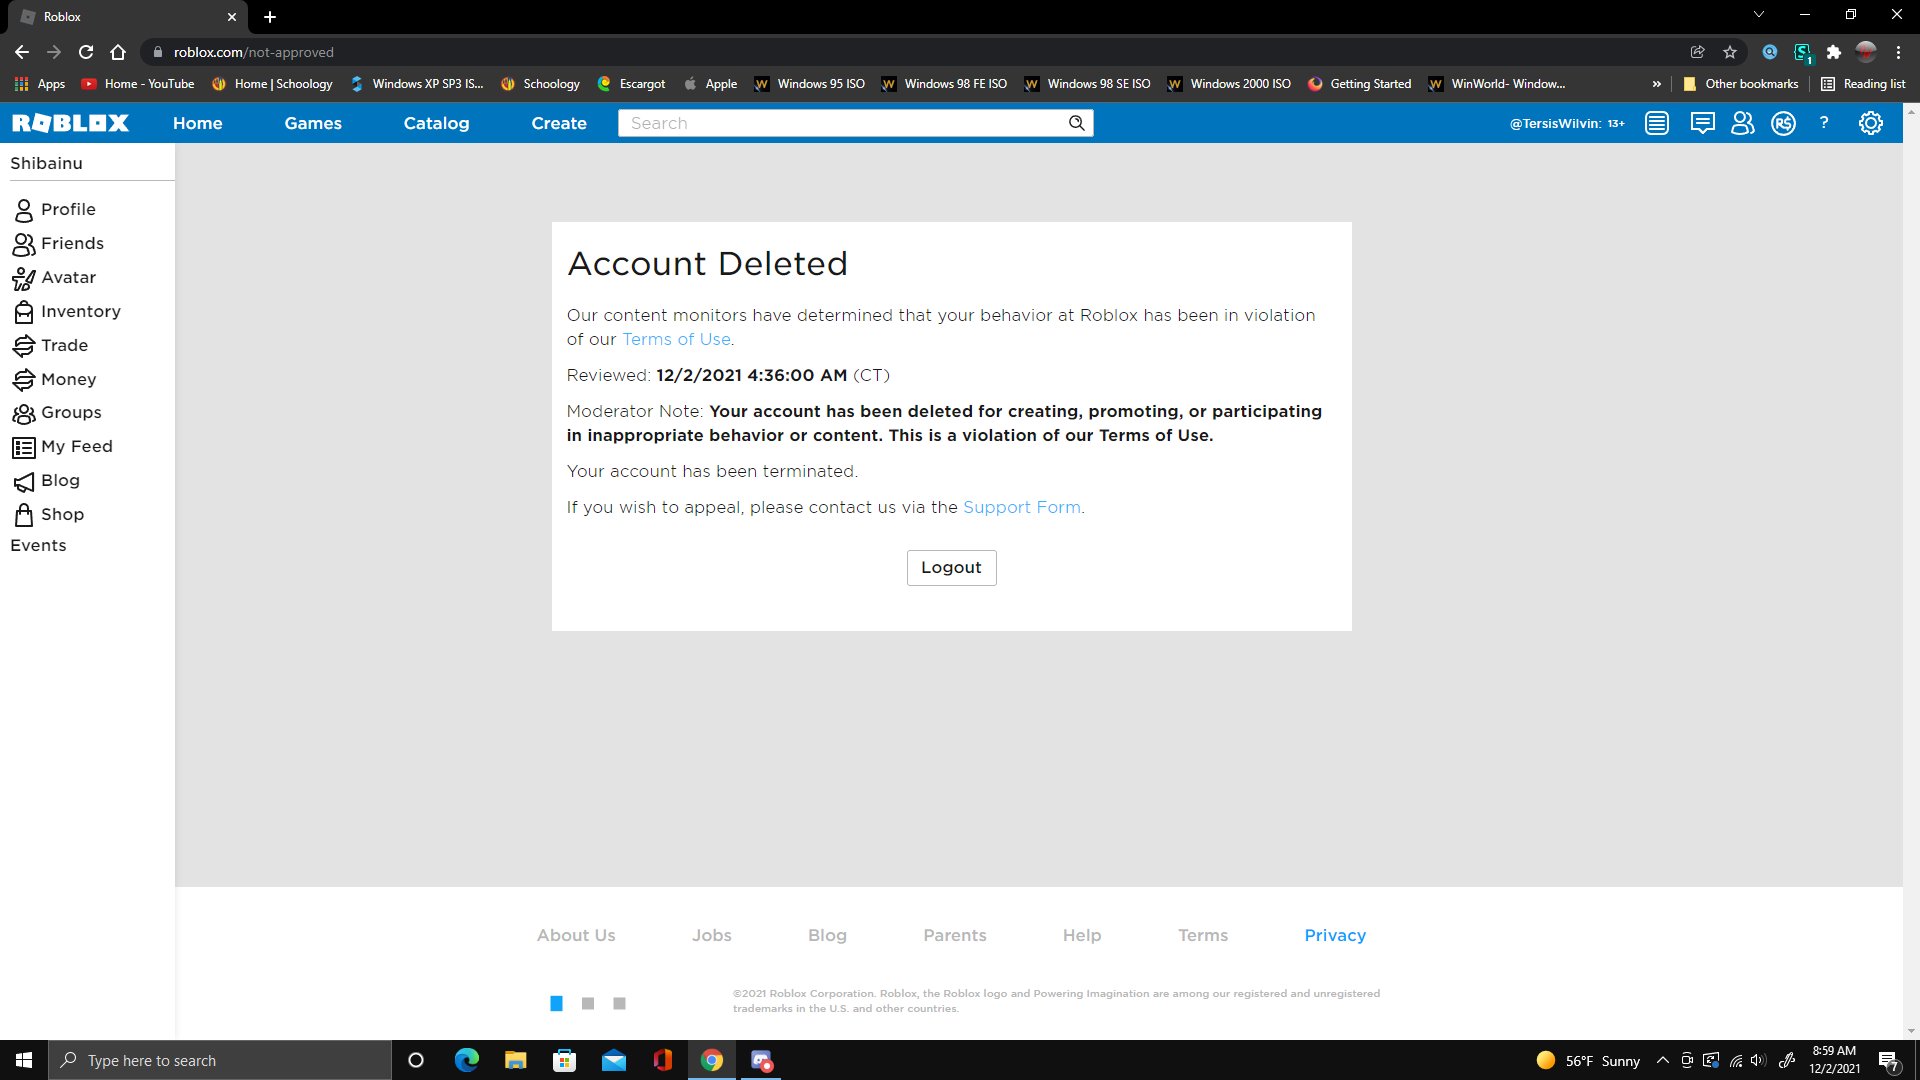 Roblox
roblox.com/not-approved
Apps Home - YouTube Home | Schoology Windows XP SP3 IS... Schoology Escargot Apple Windows 95 ISO Windows 98 FE ISO Windows 98 SE ISO Windows 2000 ISO Getting Started WinWorld- Window... » Other bookmarks Reading list
ROBLOX Home Games Catalog Create Search @TersisWilvin: 13+ R$ ?
Shibainu
Profile
Friends
Avatar
Inventory
Trade
Money
Groups
My Feed
Blog
Shop
Events
Account Deleted
Our content monitors have determined that your behavior at Roblox has been in violation
of our Terms of Use.
Reviewed: 12/2/2021 4:36:00 AM (CT)
Moderator Note: Your account has been deleted for creating, promoting, or participating
in inappropriate behavior or content. This is a violation of our Terms of Use.
Your account has been terminated.
If you wish to appeal, please contact us via the Support Form.
Logout
About Us Jobs Blog Parents Help Terms Privacy
©2021 Roblox Corporation. Roblox, the Roblox logo and Powering Imagination are among our registered and unregistered
trademarks in the U.S. and other countries.
Type here to search
56°F Sunny
8:59 AM
12/2/2021
7